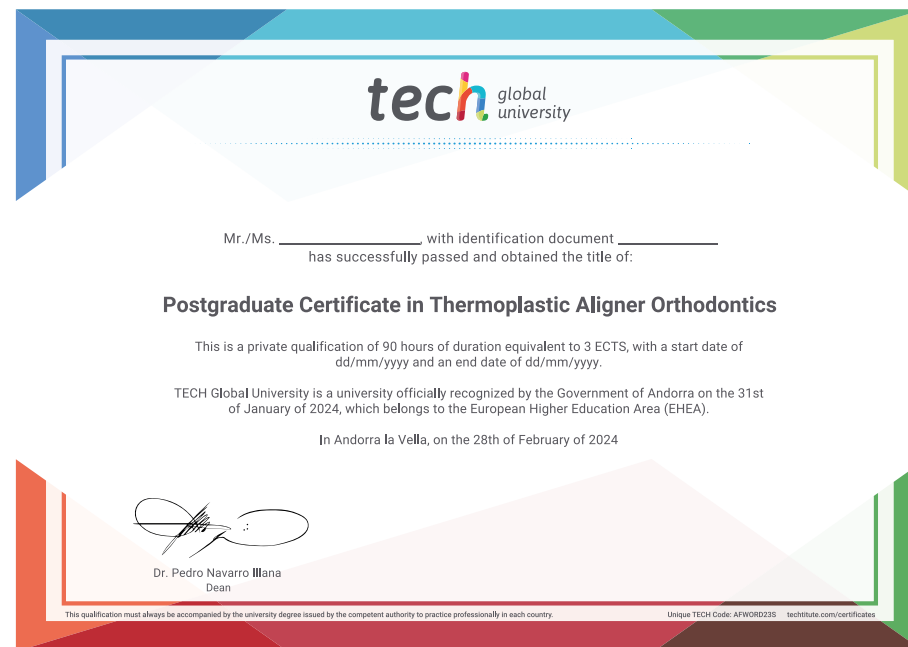 tech global university
Mr./Ms. ____________________, with identification document ______________
has successfully passed and obtained the title of:
Postgraduate Certificate in Thermoplastic Aligner Orthodontics
This is a private qualification of 90 hours of duration equivalent to 3 ECTS, with a start date of
dd/mm/yyyy and an end date of dd/mm/yyyy.
TECH Global University is a university officially recognized by the Government of Andorra on the 31st
of January of 2024, which belongs to the European Higher Education Area (EHEA).
In Andorra la Vella, on the 28th of February of 2024
Dr. Pedro Navarro Illana
Dean
This qualification must always be accompanied by the university degree issued by the competent authority to practice professionally in each country.
Unique TECH Code: AFWORD23S techtitute.com/certificates